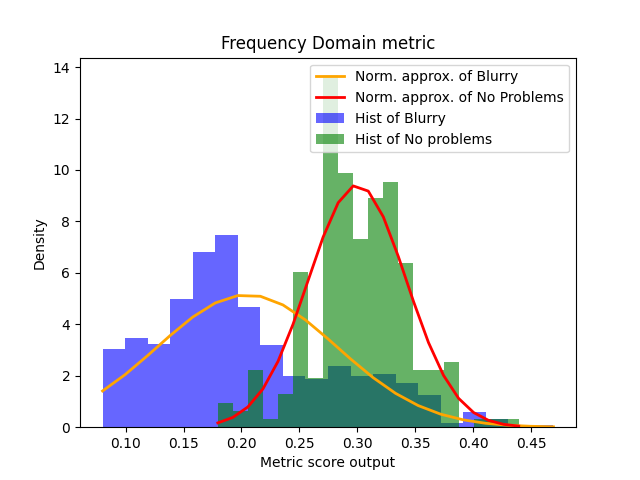 Frequency Domain metric
Norm. approx. of Blurry
Norm. approx. of No Problems
Hist of Blurry
Hist of No problems
Density
14
12
10
8
6
4
2
0
0.10 0.15 0.20 0.25 0.30 0.35 0.40 0.45
Metric score output